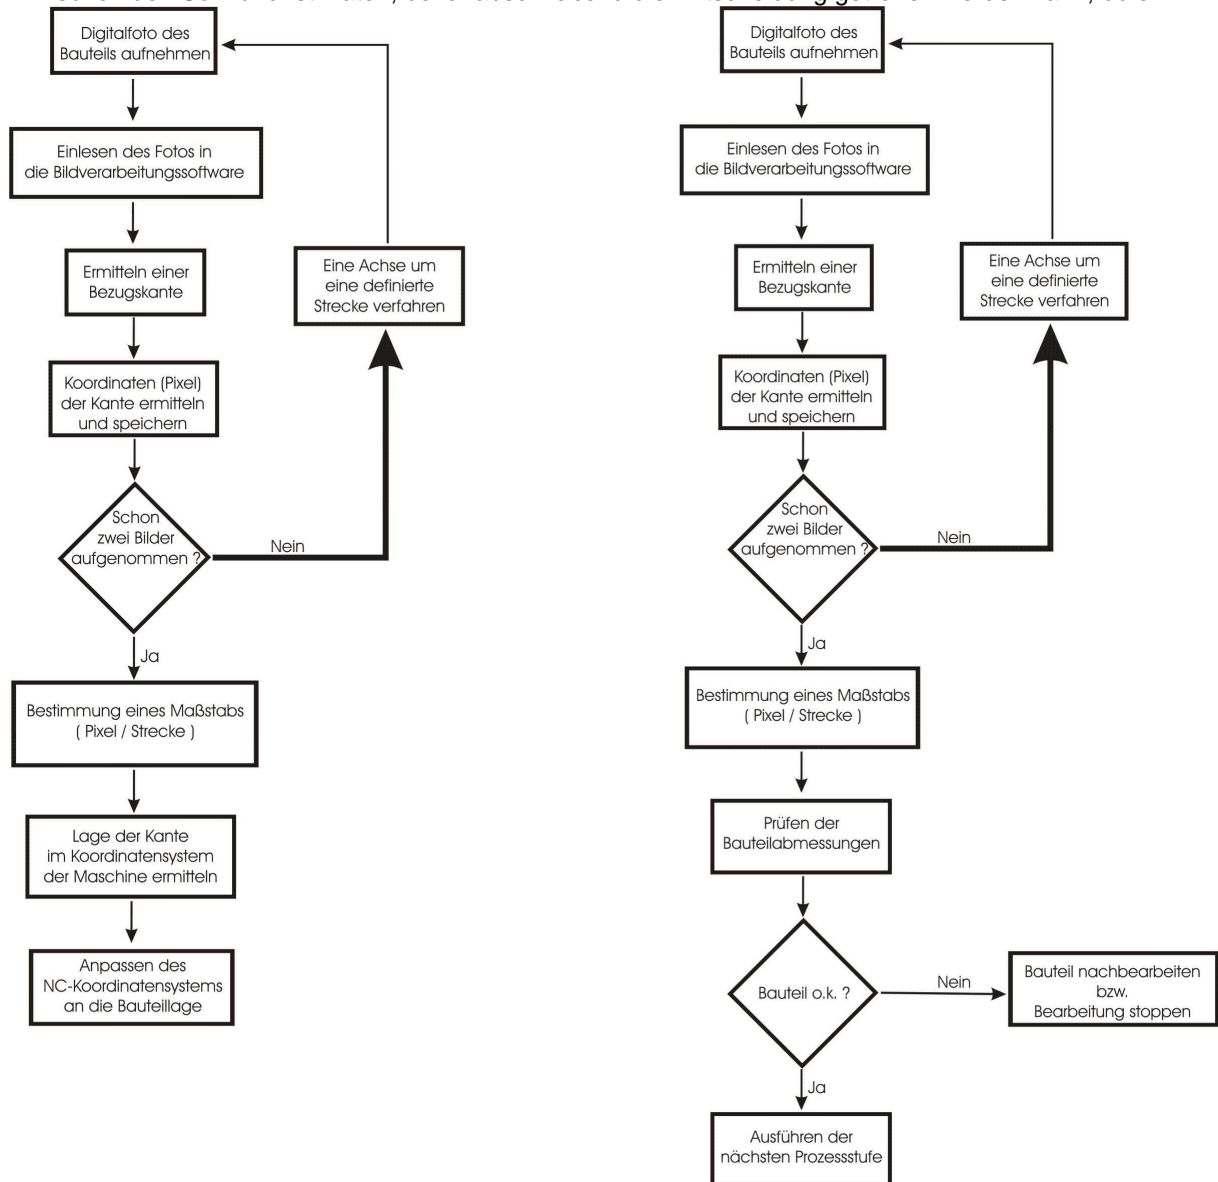 Digitalfoto des
Bauteils aufnehmen
Einlesen des Fotos in
die Bildverarbeitungssoftware
Ermitteln einer
Bezugskante
Eine Achse um
eine definierte
Strecke verfahren
Koordinaten (Pixel)
der Kante ermitteln
und speichern
Schon
zwei Bilder
aufgenommen ?
Nein
Ja
Bestimmung eines Maßstabs
( Pixel / Strecke )
Lage der Kante
im Koordinatensystem
der Maschine ermitteln
Anpassen des
NC-Koordinatensystems
an die Bauteillage
Digitalfoto des
Bauteils aufnehmen
Einlesen des Fotos in
die Bildverarbeitungssoftware
Ermitteln einer
Bezugskante
Eine Achse um
eine definierte
Strecke verfahren
Koordinaten (Pixel)
der Kante ermitteln
und speichern
Schon
zwei Bilder
aufgenommen ?
Nein
Ja
Bestimmung eines Maßstabs
( Pixel / Strecke )
Prüfen der
Bauteilabmessungen
Bauteil o.k. ?
Nein
Bauteil nachbearbeiten
bzw.
Bearbeitung stoppen
Ja
Ausführen der
nächsten Prozessstufe